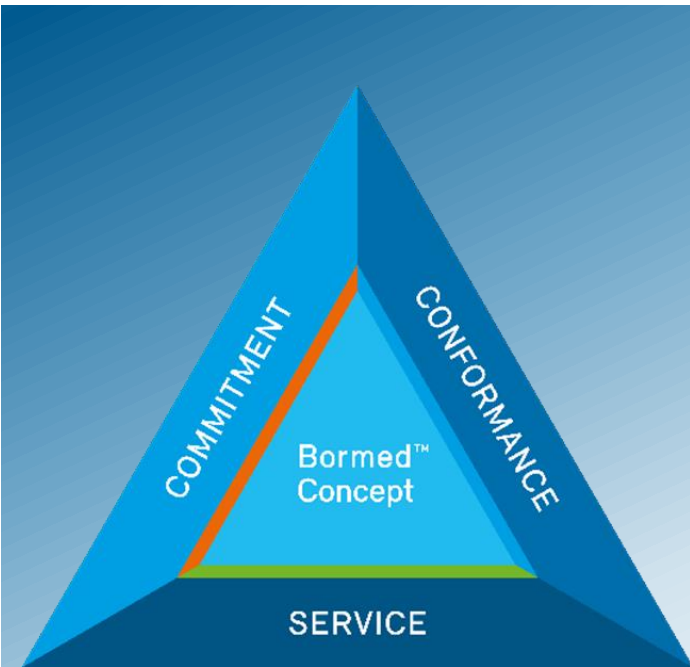 COMMITMENT
CONFORMANCE
Bormed™
Concept
SERVICE